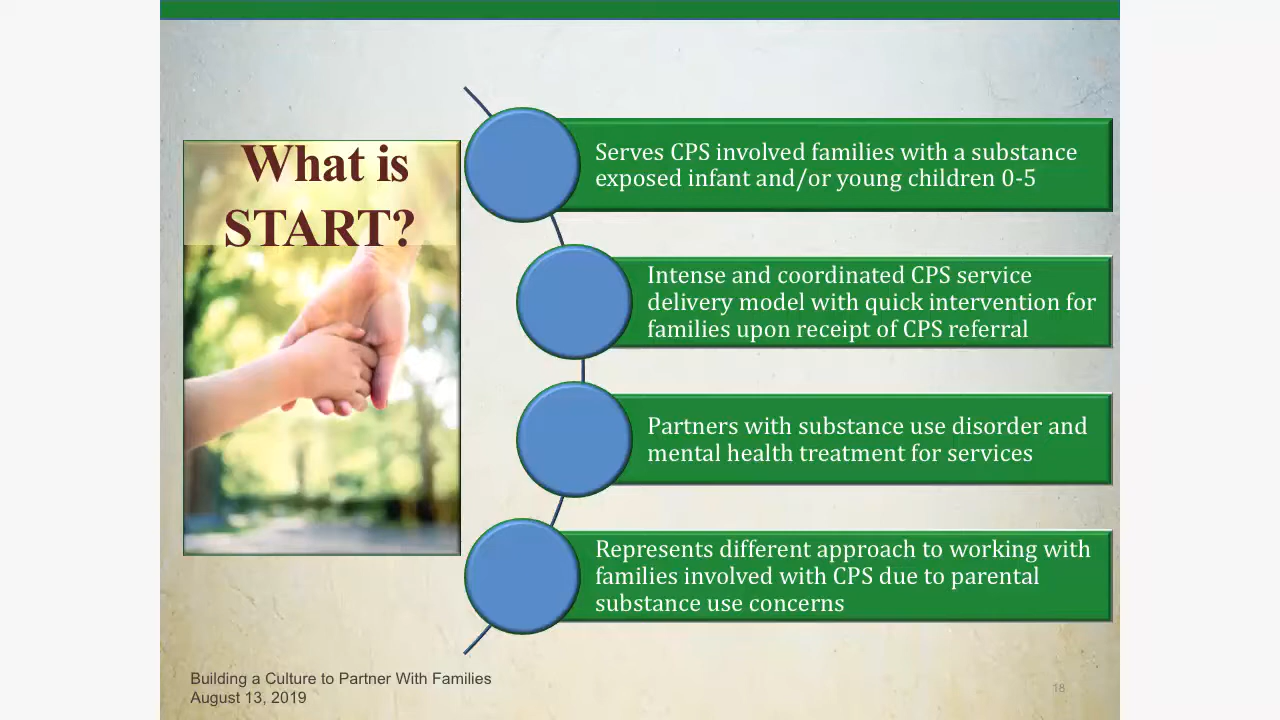 What is
START?
Serves CPS involved families with a substance
exposed infant and/or young children 0-5
Intense and coordinated CPS service
delivery model with quick intervention for
families upon receipt of CPS referral
Partners with substance use disorder and
mental health treatment for services
Represents different approach to working with
families involved with CPS due to parental
substance use concerns
Building a Culture to Partner With Families
August 13, 2019
18